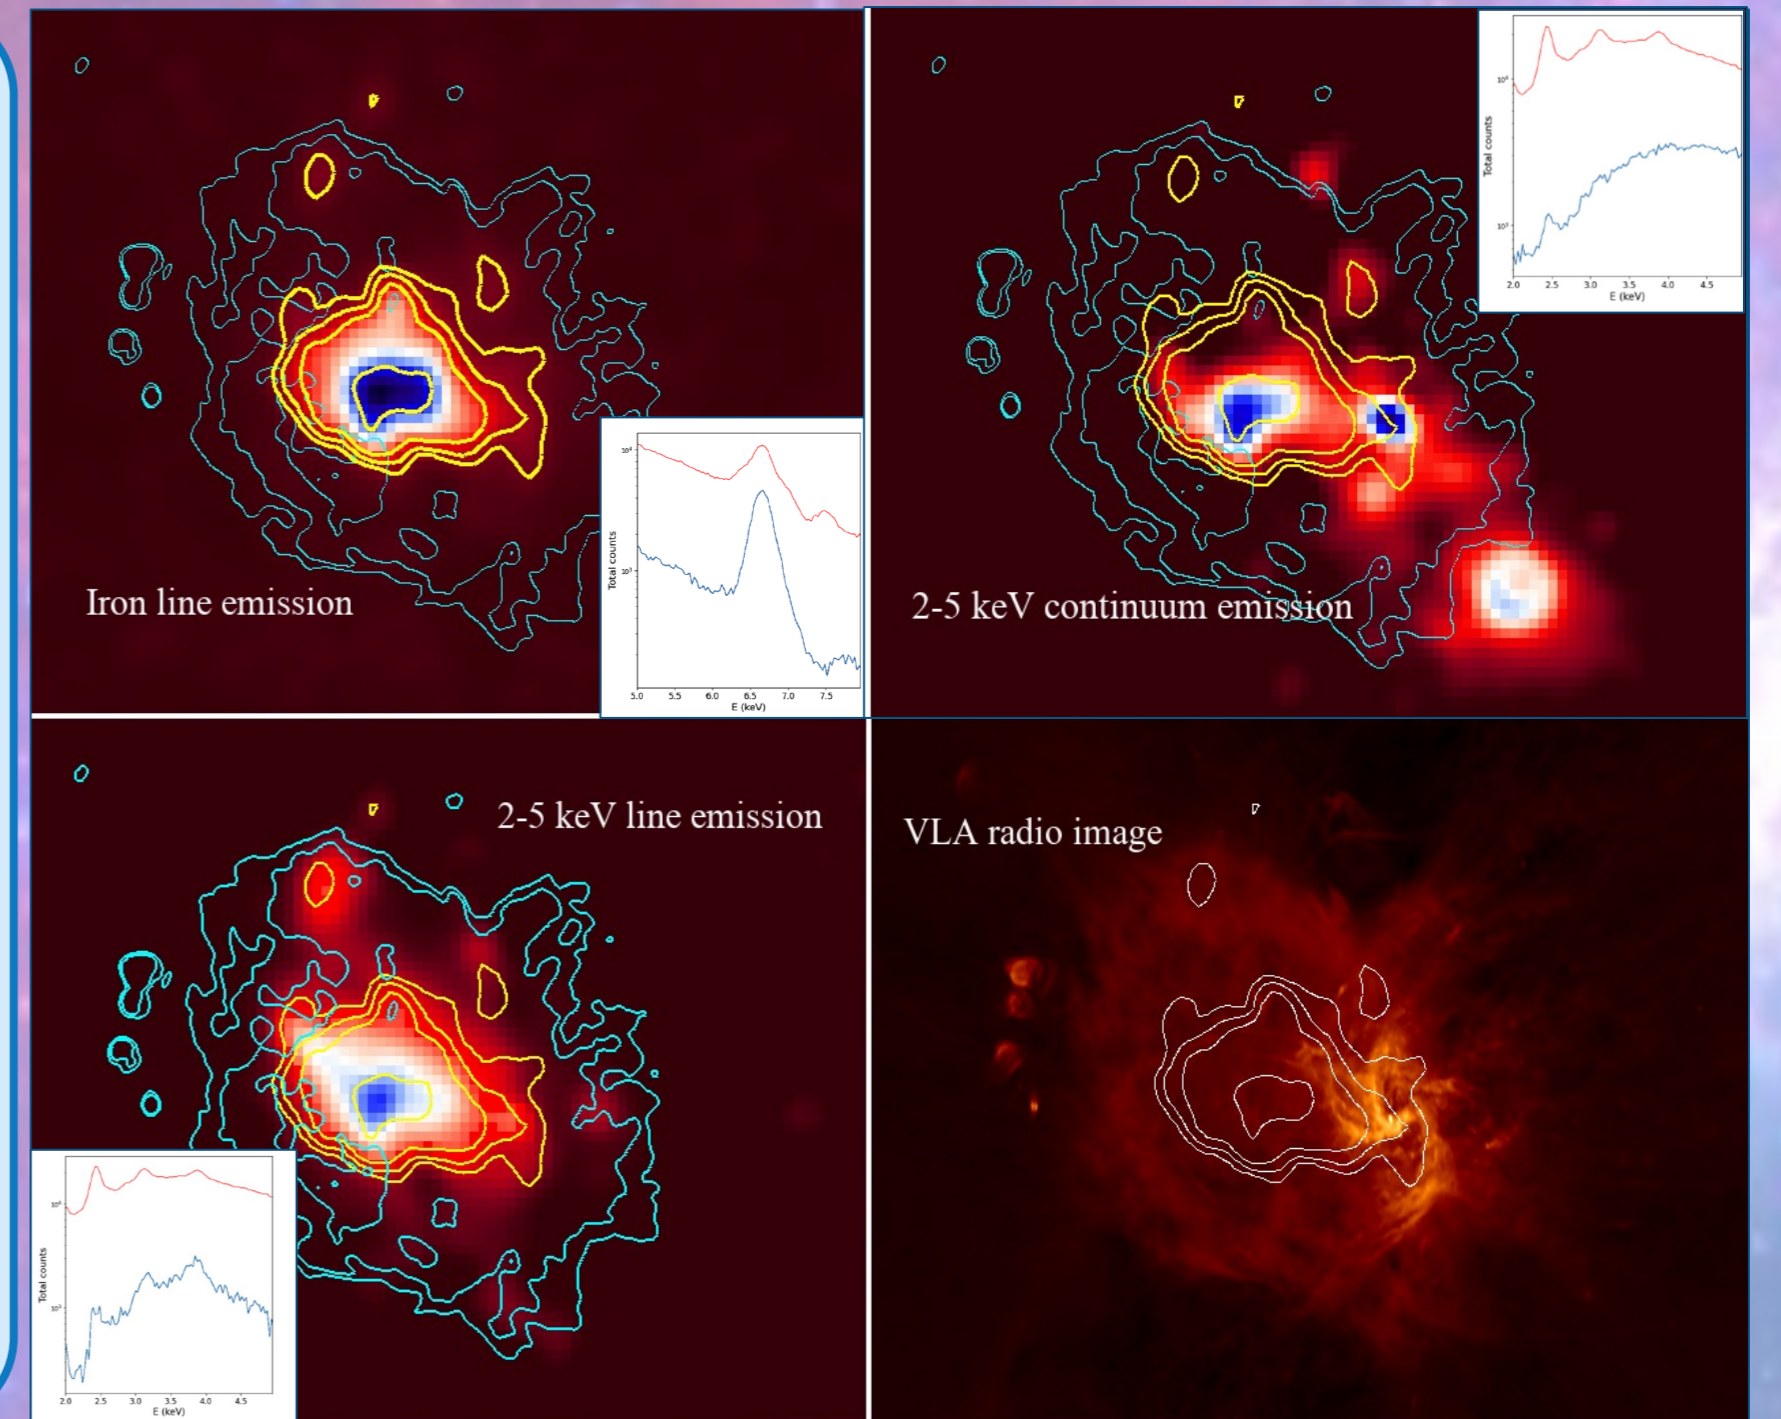 Iron line emission
Total counts
10⁴
10³
5.0 5.5 6.0 6.5 7.0 7.5
E (keV)
2-5 keV continuum emission
Total counts
2.0 2.5 3.0 3.5 4.0 4.5
E (keV)
2-5 keV line emission
Total counts
2.0 2.5 3.0 3.5 4.0 4.5
E (keV)
VLA radio image